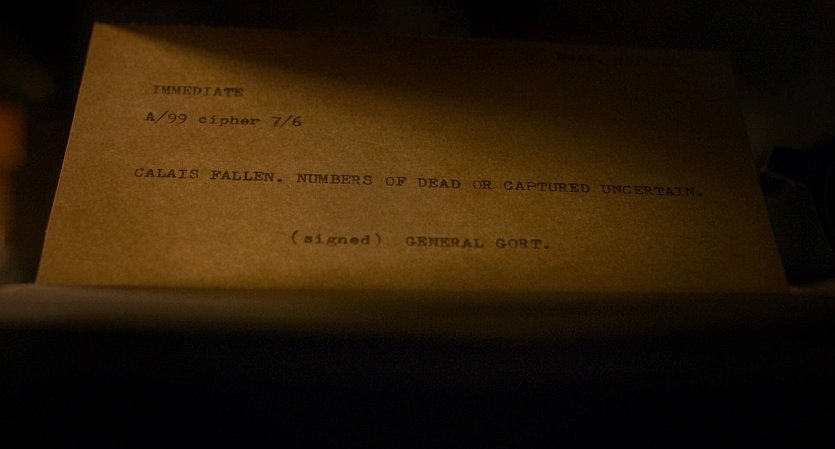 IMMEDIATE
A/99 cipher 7/6
CALAIS FALLEN. NUMBERS OF DEAD OR CAPTURED UNCERTAIN.
(signed) GENERAL GORT.